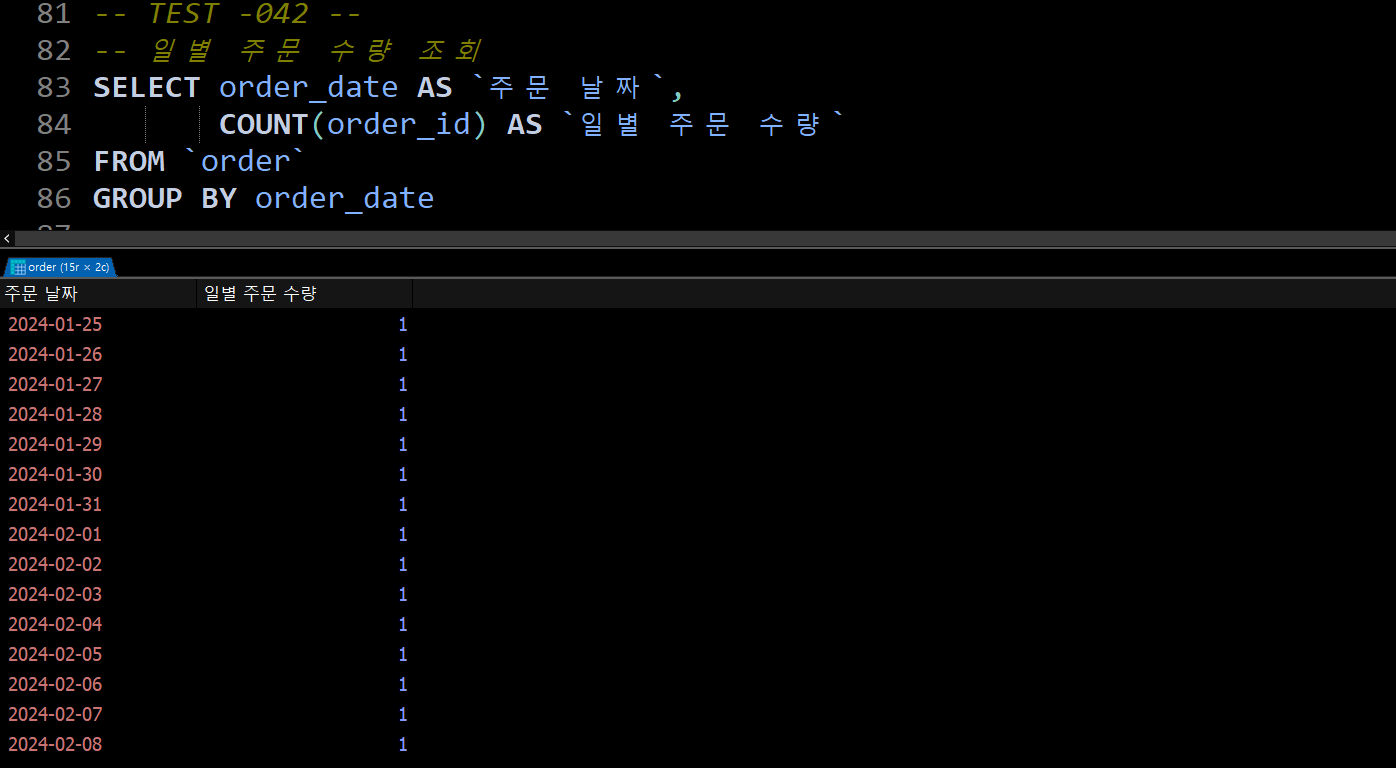 81 -- TEST -042 --
82 -- 일별 주문 수량 조회
83 SELECT order_date AS `주문 날짜`,
84 COUNT(order_id) AS `일별 주문 수량`
85 FROM `order`
86 GROUP BY order_date
87
order (15r × 2c)
주문 날짜 일별 주문 수량
2024-01-25 1
2024-01-26 1
2024-01-27 1
2024-01-28 1
2024-01-29 1
2024-01-30 1
2024-01-31 1
2024-02-01 1
2024-02-02 1
2024-02-03 1
2024-02-04 1
2024-02-05 1
2024-02-06 1
2024-02-07 1
2024-02-08 1